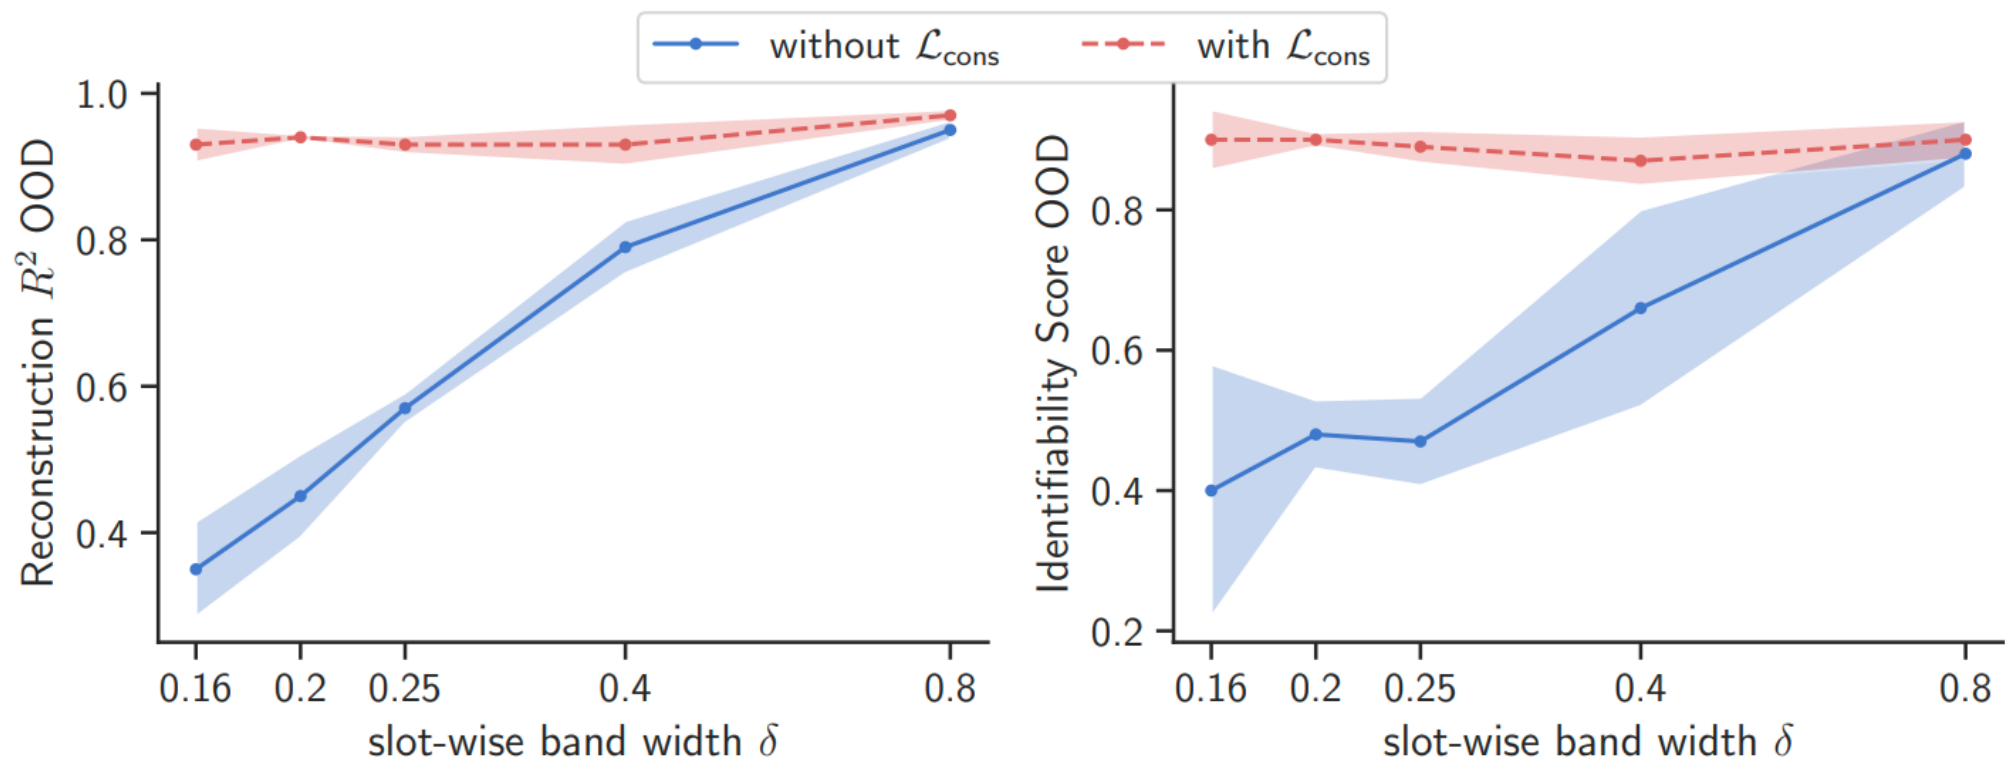 without 𝓛cons with 𝓛cons
Reconstruction R² OOD
1.0
0.8
0.6
0.4
0.16 0.2 0.25 0.4 0.8
slot-wise band width δ
Identifiability Score OOD
0.8
0.6
0.4
0.2
0.16 0.2 0.25 0.4 0.8
slot-wise band width δ